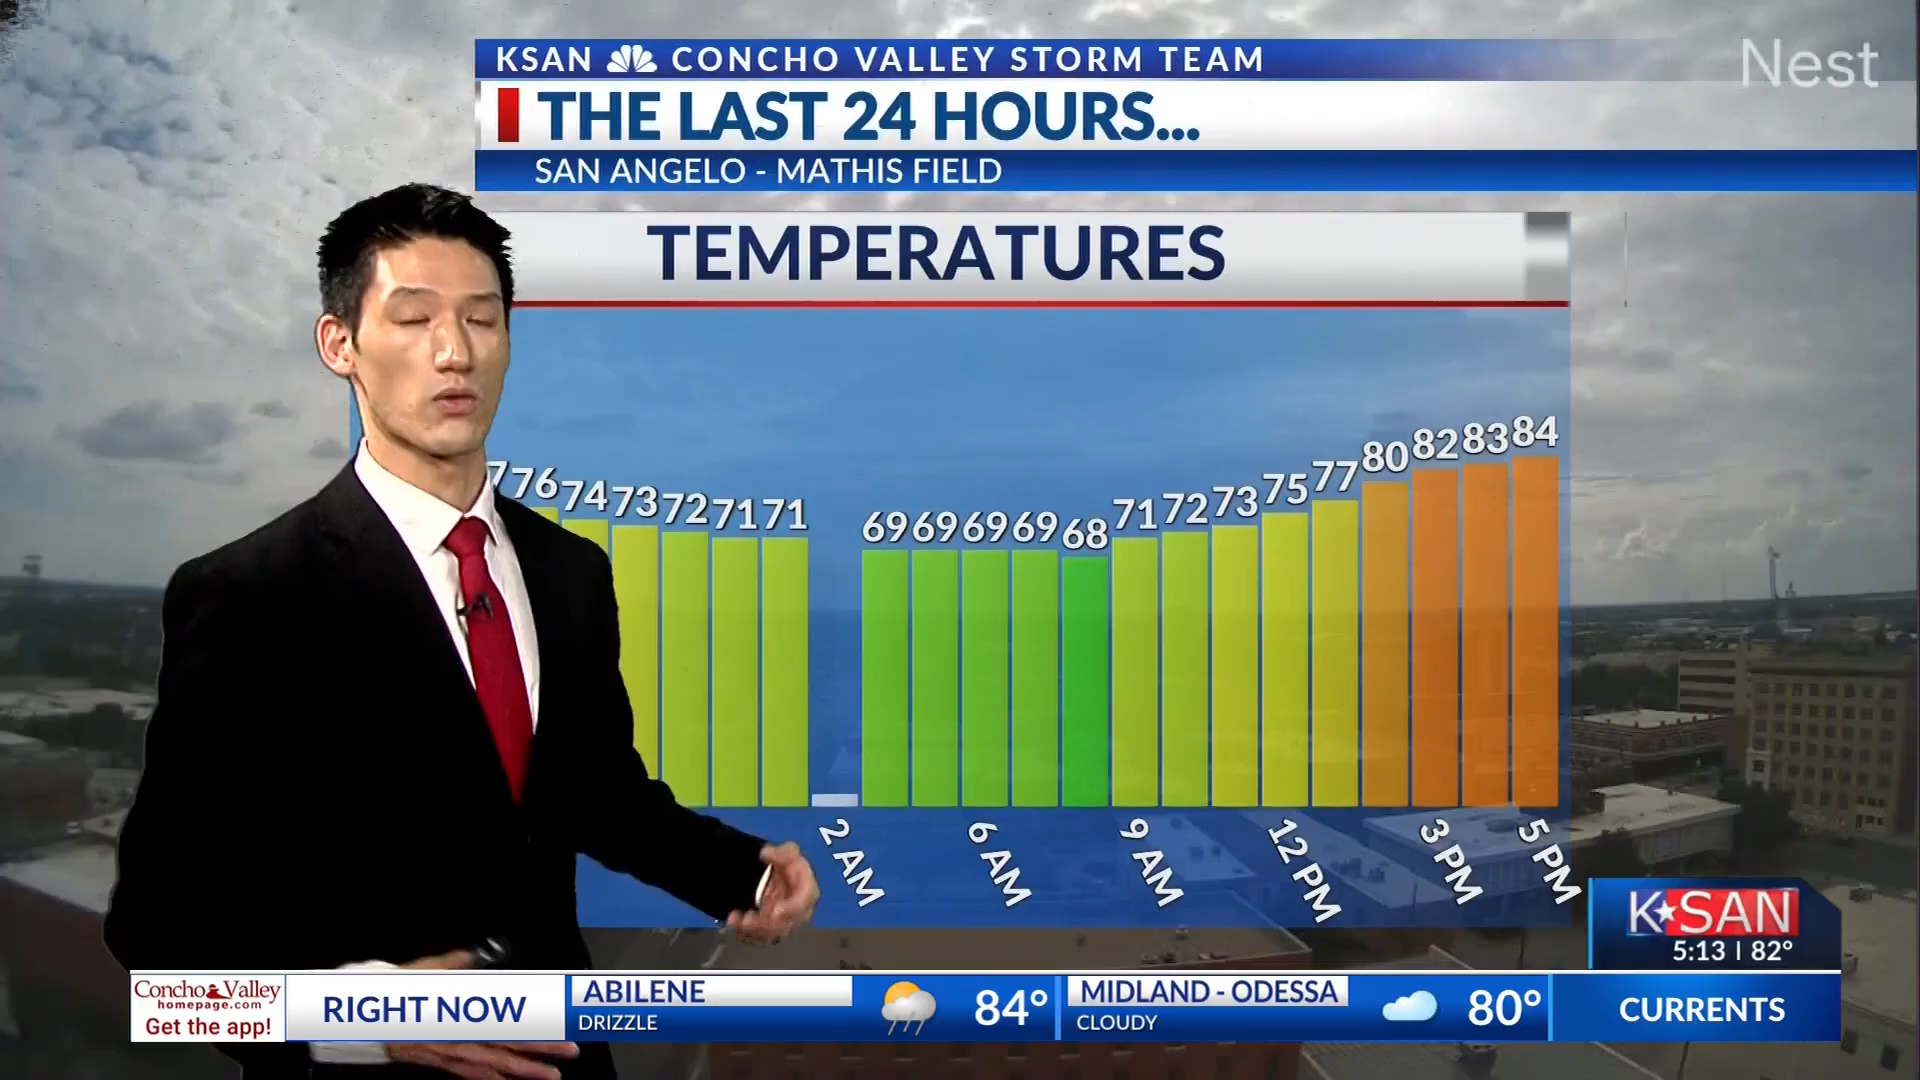 KSAN CONCHO VALLEY STORM TEAM
Nest
THE LAST 24 HOURS...
SAN ANGELO - MATHIS FIELD
TEMPERATURES
76 74 73 72 71 71 69 69 69 69 68 71 72 73 75 77 80 82 83 84
2 AM 6 AM 9 AM 12 PM 3 PM 5 PM
KSAN
5:13 | 82°
Concho Valley
homepage.com
Get the app!
RIGHT NOW
ABILENE
DRIZZLE
84°
MIDLAND - ODESSA
CLOUDY
80°
CURRENTS